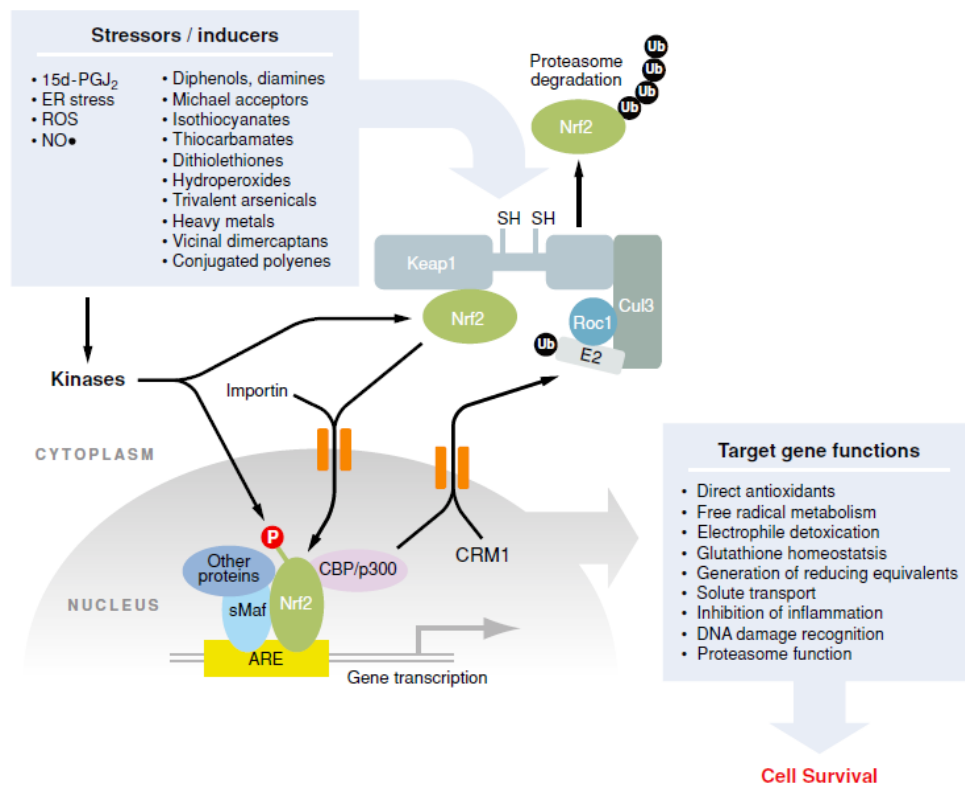 Stressors / inducers
• 15d-PGJ₂
• ER stress
• ROS
• NO●
• Diphenols, diamines
• Michael acceptors
• Isothiocyanates
• Thiocarbamates
• Dithiolethiones
• Hydroperoxides
• Trivalent arsenicals
• Heavy metals
• Vicinal dimercaptans
• Conjugated polyenes
Proteasome
degradation
Ub
Ub
Ub
Ub
Nrf2
SH SH
Keap1
Cul3
Nrf2
Roc1
Ub
E2
Kinases
Importin
CYTOPLASM
P
Other
proteins
CBP/p300
CRM1
NUCLEUS
sMaf
Nrf2
ARE
Gene transcription
Target gene functions
• Direct antioxidants
• Free radical metabolism
• Electrophile detoxication
• Glutathione homeostatsis
• Generation of reducing equivalents
• Solute transport
• Inhibition of inflammation
• DNA damage recognition
• Proteasome function
Cell Survival